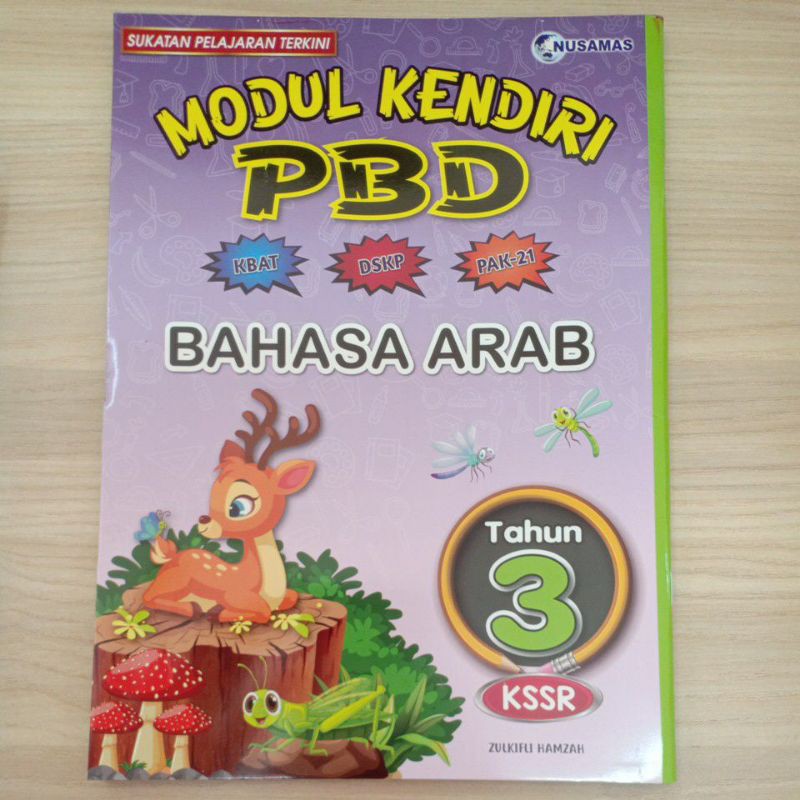 SUKATAN PELAJARAN TERKINI
NUSAMAS
MODUL KENDIRI
PBD
KBAT
DSKP
PAK-21
BAHASA ARAB
Tahun
3
KSSR
ZULKIFLI HAMZAH